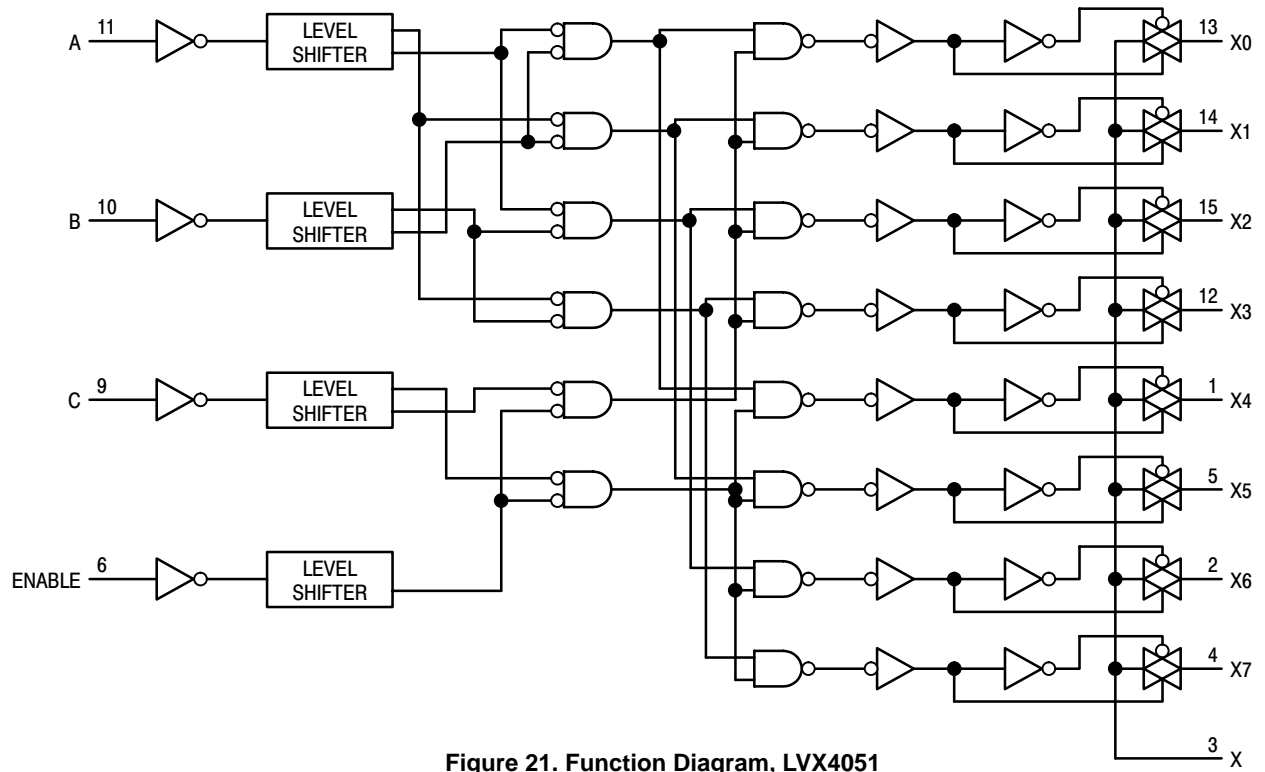 A 11 LEVEL SHIFTER 13 X0
14 X1
B 10 LEVEL SHIFTER 15 X2
12 X3
C 9 LEVEL SHIFTER 1 X4
5 X5
ENABLE 6 LEVEL SHIFTER 2 X6
4 X7
3 X
Figure 21. Function Diagram, LVX4051